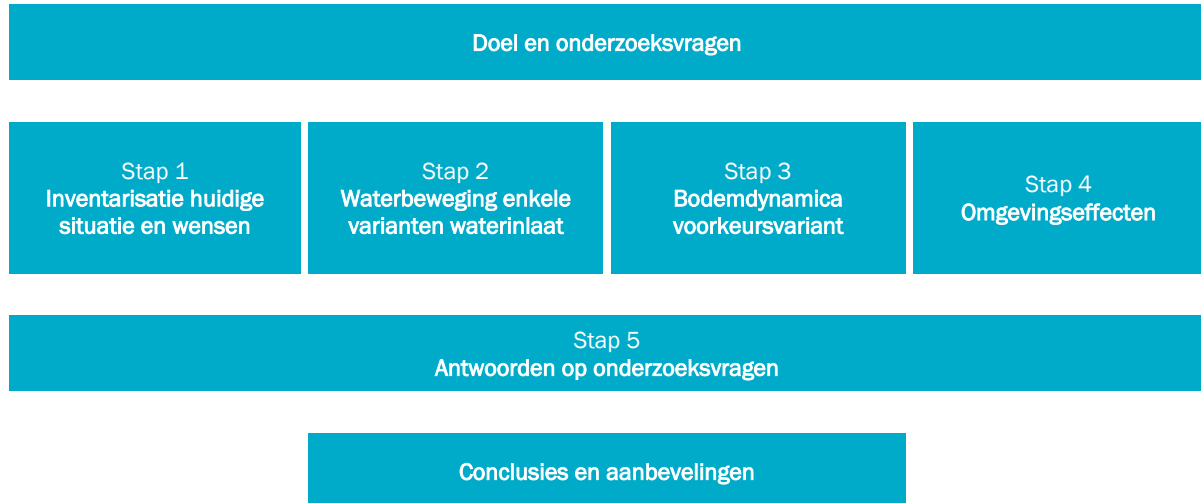 Doel en onderzoeksvragen
Stap 1
Inventarisatie huidige
situatie en wensen
Stap 2
Waterbeweging enkele
varianten waterinlaat
Stap 3
Bodemdynamica
voorkeursvariant
Stap 4
Omgevingseffecten
Stap 5
Antwoorden op onderzoeksvragen
Conclusies en aanbevelingen